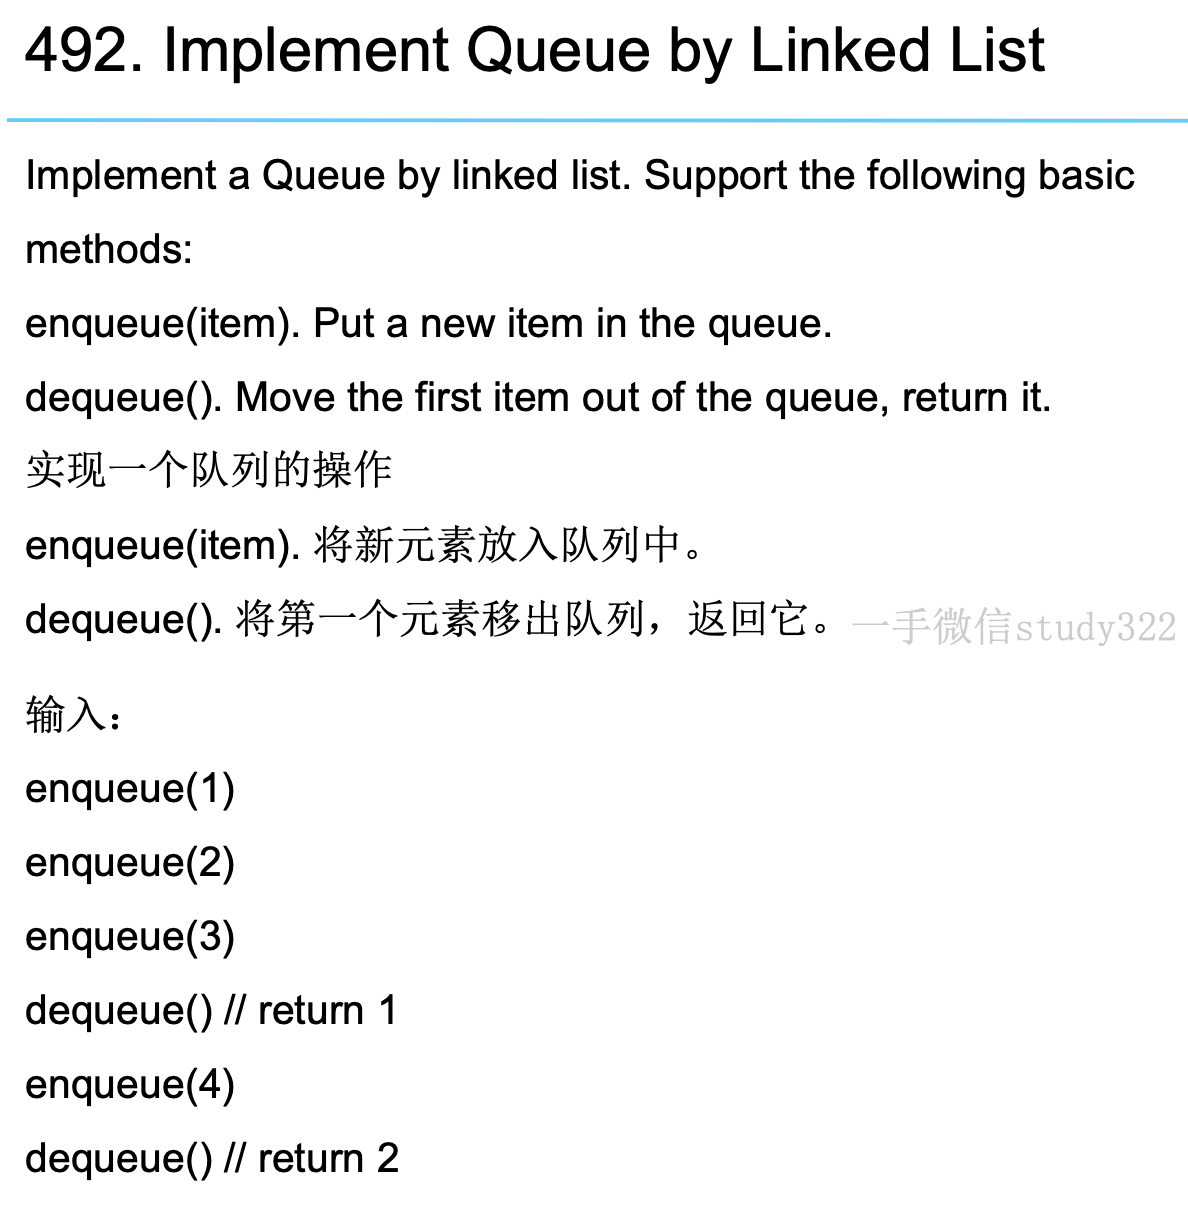 492. Implement Queue by Linked List
Implement a Queue by linked list. Support the following basic
methods:
enqueue(item). Put a new item in the queue.
dequeue(). Move the first item out of the queue, return it.
实现一个队列的操作
enqueue(item). 将新元素放入队列中。
dequeue(). 将第一个元素移出队列，返回它。 一手微信study322
输入：
enqueue(1)
enqueue(2)
enqueue(3)
dequeue() // return 1
enqueue(4)
dequeue() // return 2